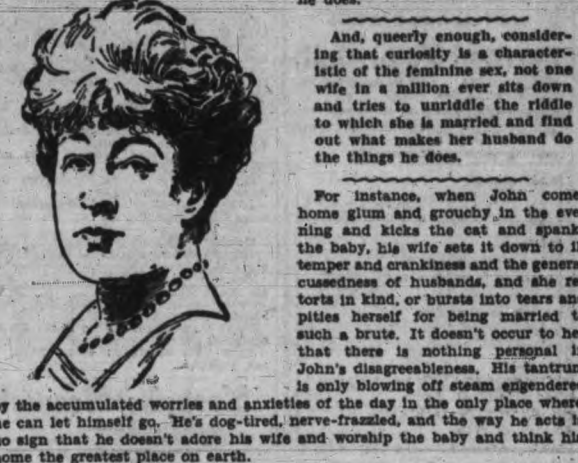 he does.
And, queerly enough, consider-
ing that curiosity is a character-
istic of the feminine sex, not one
wife in a million ever sits down
and tries to unriddle the riddle
to which she is married and find
out what makes her husband do
the things he does.
For instance, when John come
home glum and grouchy in the eve
ning and kicks the cat and spank
the baby, his wife sets it down to i
temper and crankiness and the genera
cussedness of husbands, and she re
torts in kind, or bursts into tears an
pities herself for being married t
such a brute. It doesn't occur to he
that there is nothing personal i
John's disagreeableness. His tantrum
is only blowing off steam engendere
by the accumulated worries and anxieties of the day in the only place where
he can let himself go. He's dog-tired, nerve-frazzled, and the way he acts i
no sign that he doesn't adore his wife and worship the baby and think hi
home the greatest place on earth.